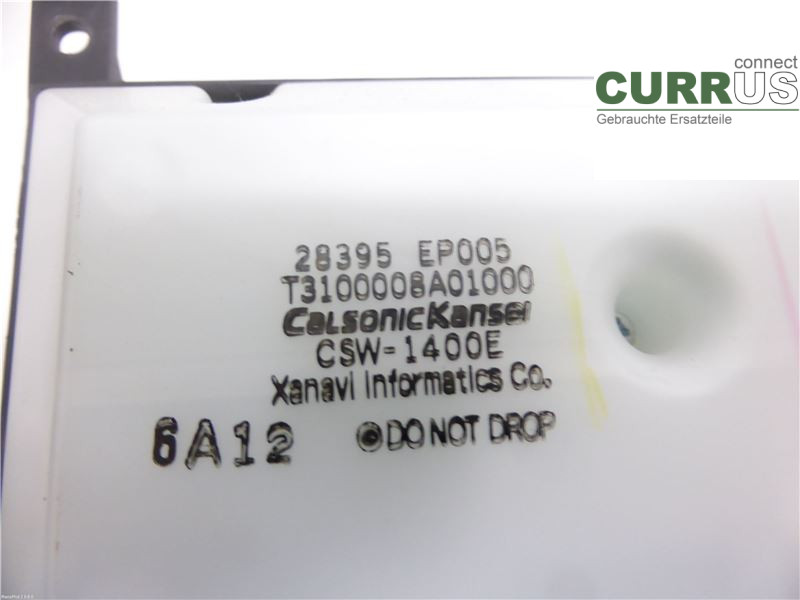 connect
CURRUS
Gebrauchte Ersatzteile
28395 EP005
T3100008A01000
CalsonicKansei
CSW-1400E
Xanavi Informatics Co.
6A12 DO NOT DROP